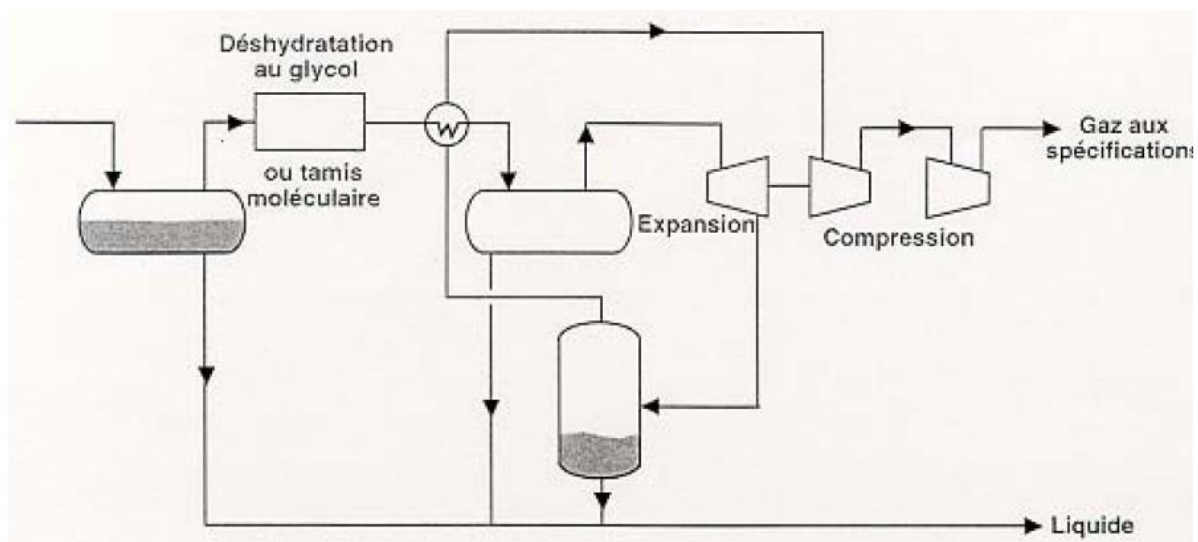 Déshydratation
au glycol
ou tamis
moléculaire
Expansion
Compression
Gaz aux
spécifications
Liquide